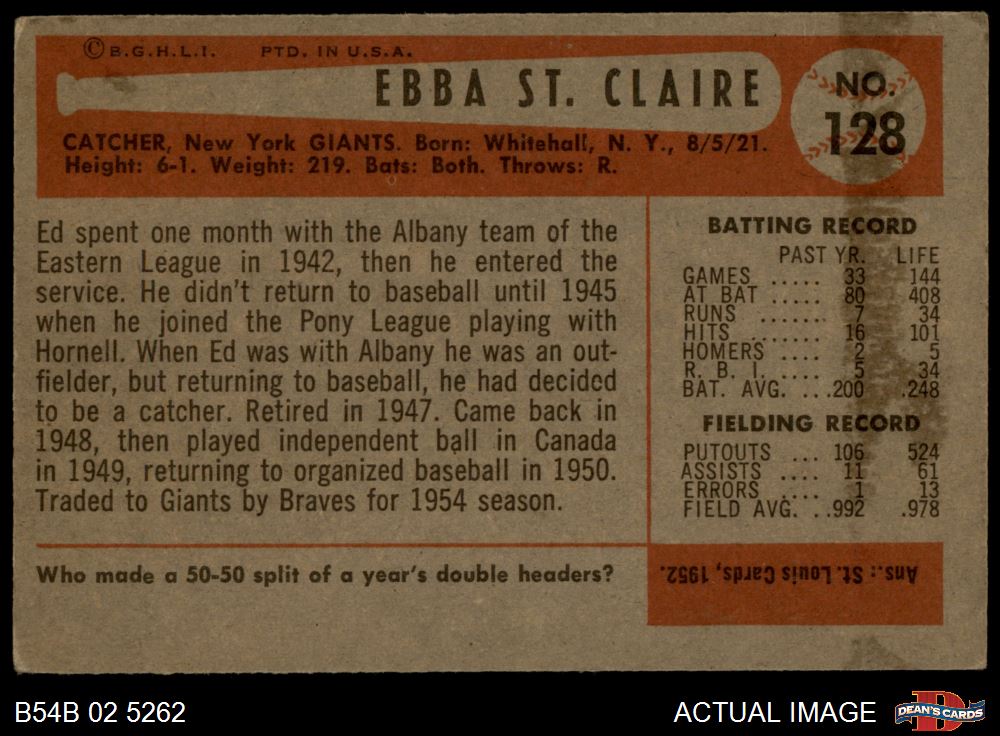 © B.G.H.L.I. PTD. IN U.S.A.
EBBA ST. CLAIRE
NO.
128
CATCHER, New York GIANTS. Born: Whitehall, N. Y., 8/5/21.
Height: 6-1. Weight: 219. Bats: Both. Throws: R.
Ed spent one month with the Albany team of the
Eastern League in 1942, then he entered the
service. He didn't return to baseball until 1945
when he joined the Pony League playing with
Hornell. When Ed was with Albany he was an out-
fielder, but returning to baseball, he had decided
to be a catcher. Retired in 1947. Came back in
1948, then played independent ball in Canada
in 1949, returning to organized baseball in 1950.
Traded to Giants by Braves for 1954 season.
BATTING RECORD
PAST YR. LIFE
GAMES ..... 33 144
AT BAT ..... 80 408
RUNS ...... 7 34
HITS ....... 16 101
HOMERS .... 2 5
R. B. I. .... 5 34
BAT. AVG. ...200 .248
FIELDING RECORD
PUTOUTS ... 106 524
ASSISTS .... 11 61
ERRORS .... 1 13
FIELD AVG. ..992 .978
Who made a 50-50 split of a year's double headers?
Ans.: St. Louis Cards, 1952.
B54B 02 5262
ACTUAL IMAGE
DEAN'S CARDS